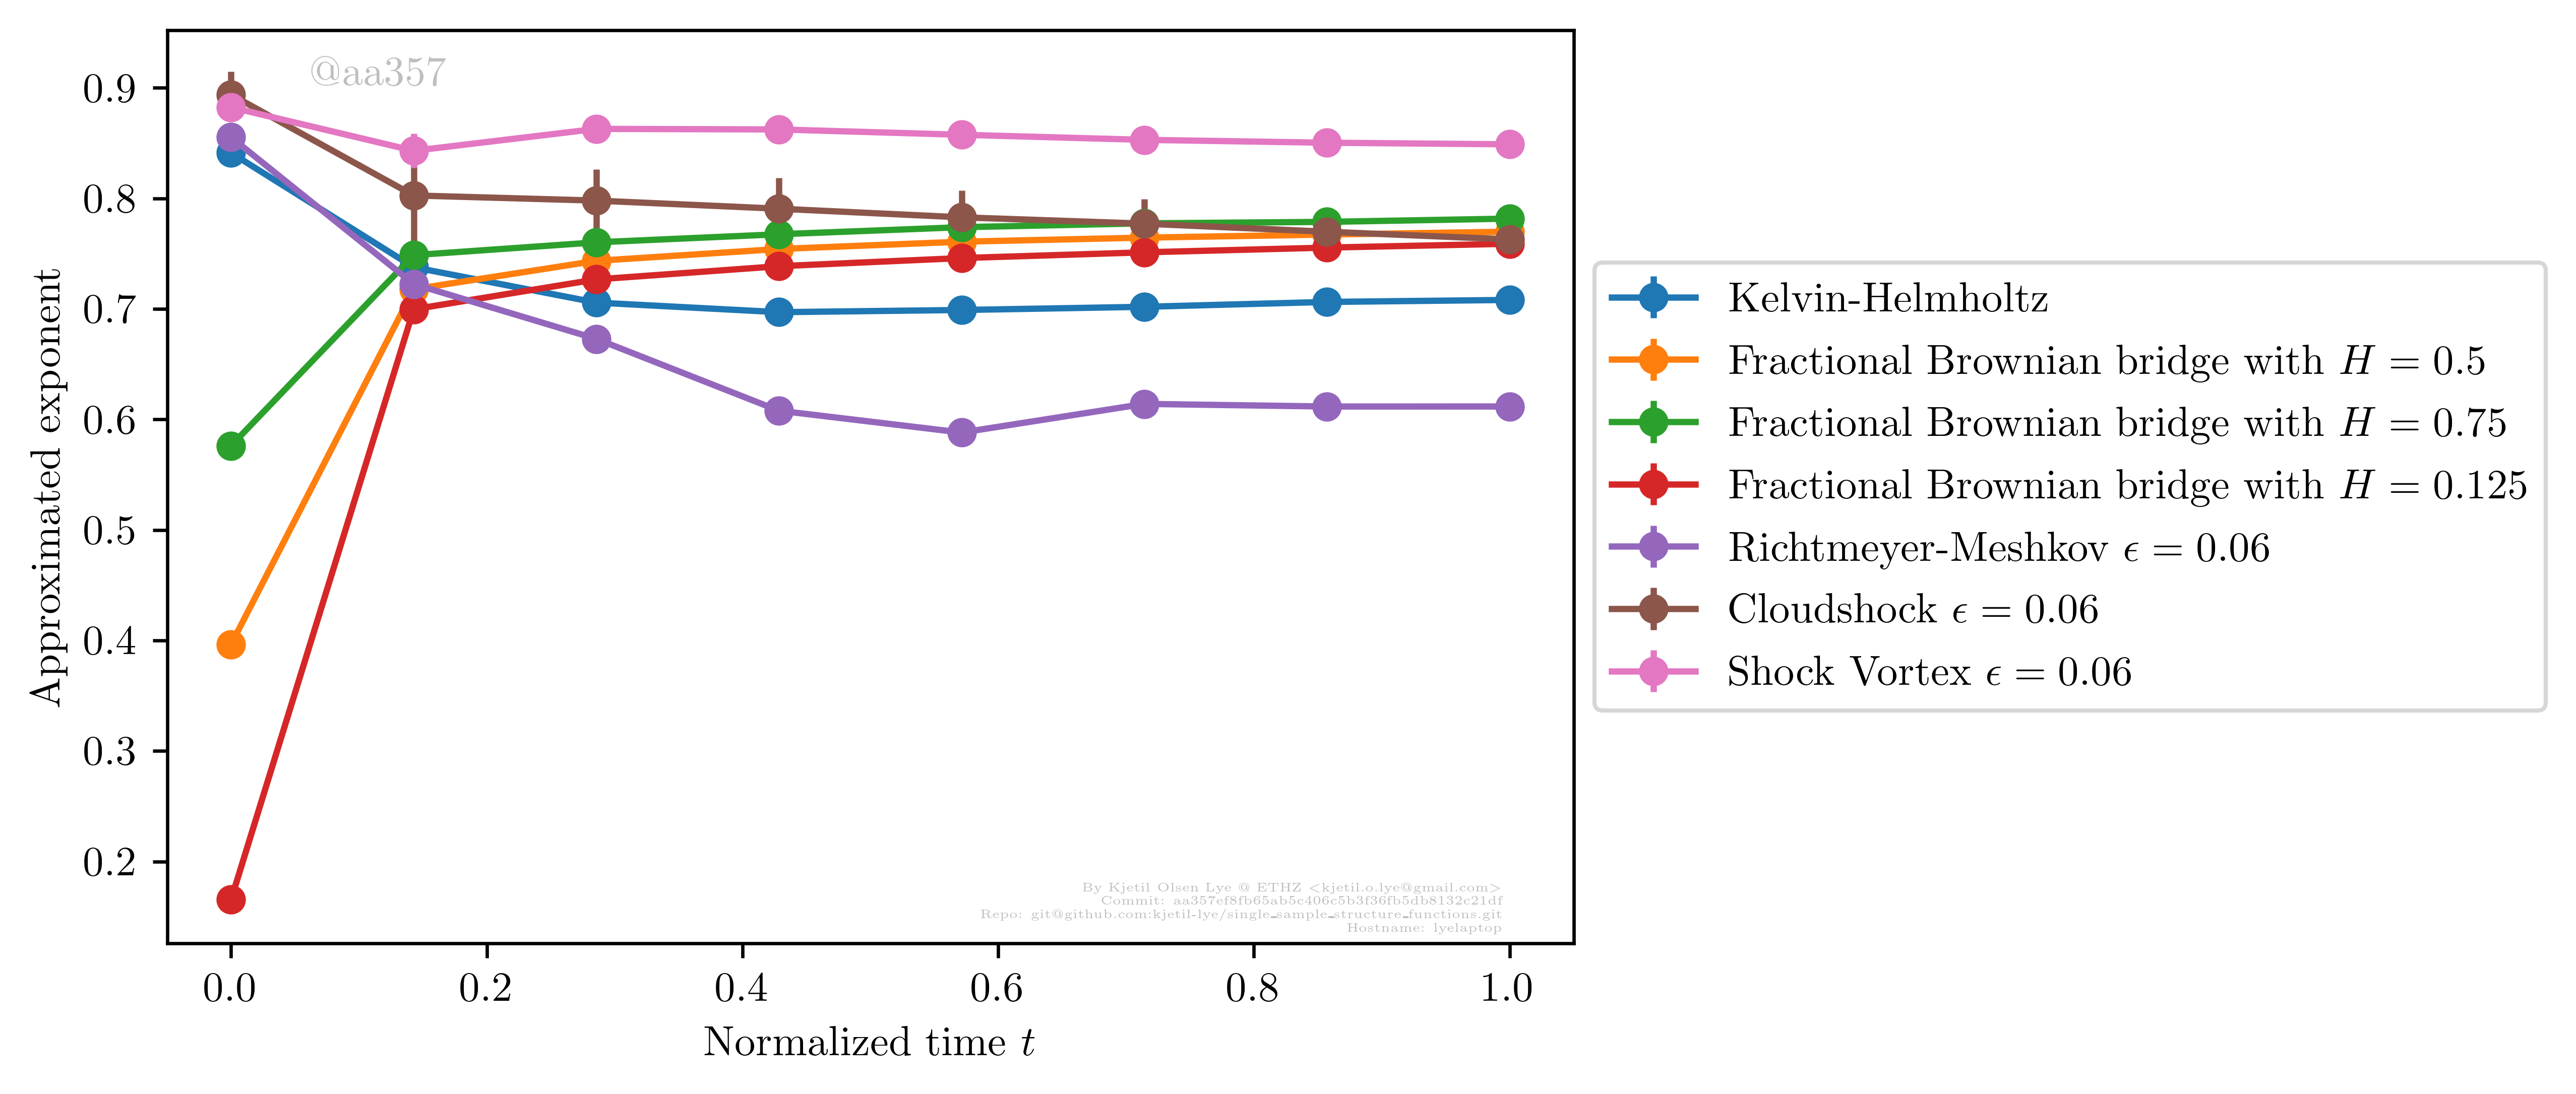 @aa357
0.9
0.8
0.7
0.6
0.5
0.4
0.3
0.2
Approximated exponent
0.0 0.2 0.4 0.6 0.8 1.0
Normalized time t
Kelvin-Helmholtz
Fractional Brownian bridge with H = 0.5
Fractional Brownian bridge with H = 0.75
Fractional Brownian bridge with H = 0.125
Richtmeyer-Meshkov ϵ = 0.06
Cloudshock ϵ = 0.06
Shock Vortex ϵ = 0.06
By Kjetil Olsen Lye @ ETHZ <kjetil.o.lye@gmail.com>
Commit: aa357ef8fb65ab5c406c5b3f36fb5db8132c21df
Repo: git@github.com:kjetil-lye/single_sample_structure_functions.git
Hostname: lyelaptop